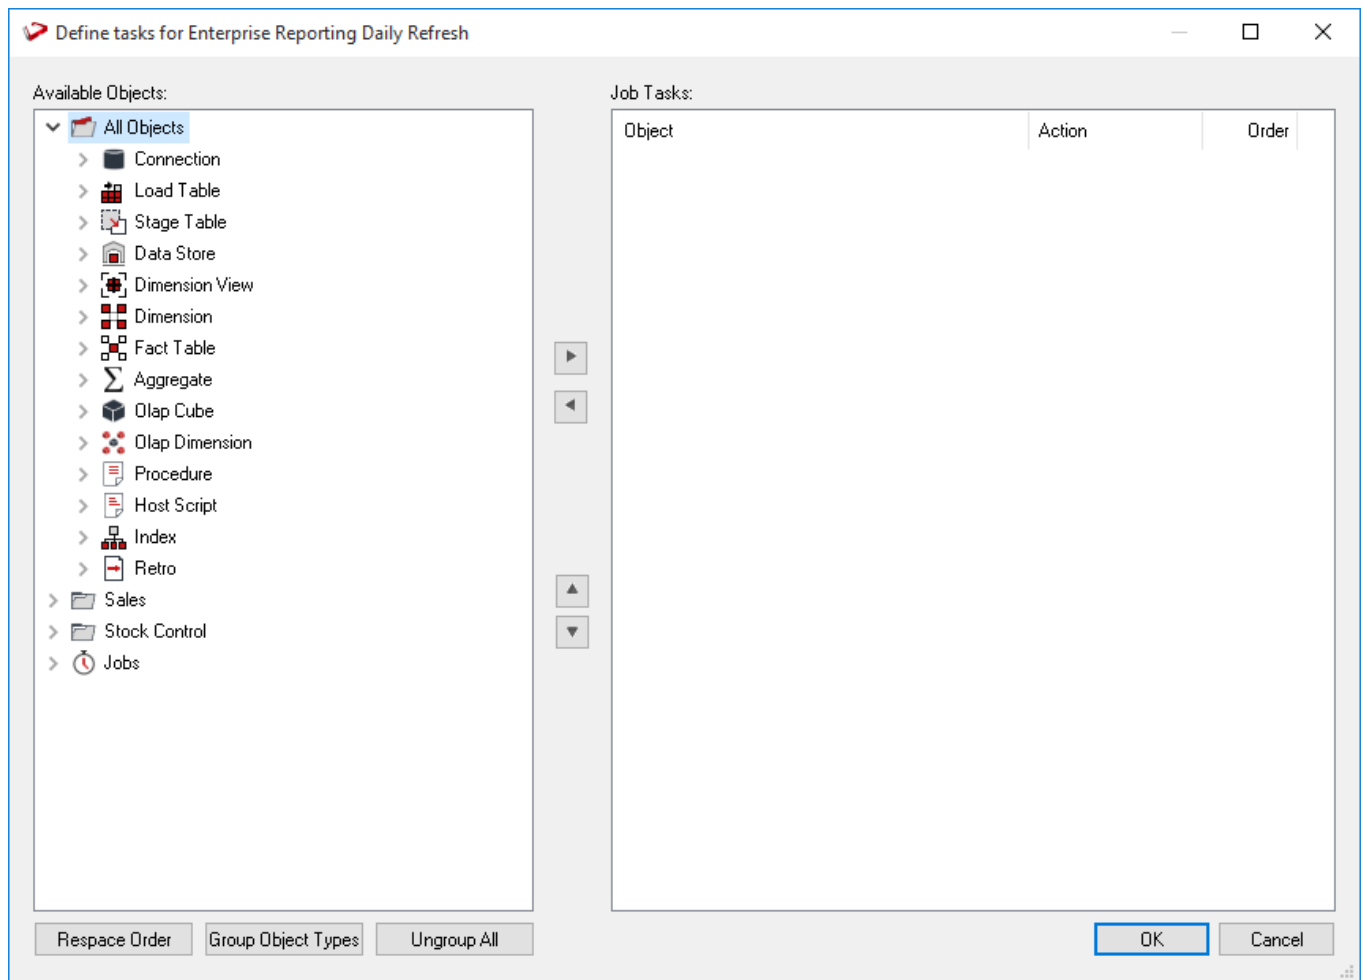 Define tasks for Enterprise Reporting Daily Refresh
Available Objects:
All Objects
Connection
Load Table
Stage Table
Data Store
Dimension View
Dimension
Fact Table
Aggregate
Olap Cube
Olap Dimension
Procedure
Host Script
Index
Retro
Sales
Stock Control
Jobs
Job Tasks:
Object Action Order
Respace Order Group Object Types Ungroup All OK Cancel